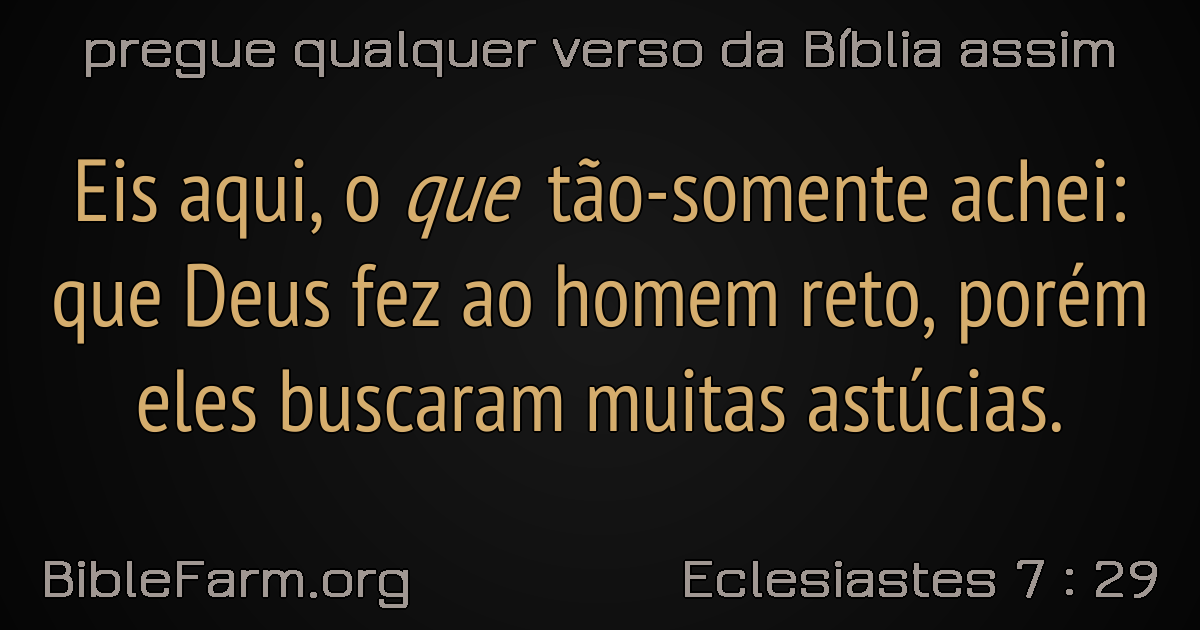 pregue qualquer verso da Bíblia assim
Eis aqui, o que tão-somente achei:
que Deus fez ao homem reto, porém
eles buscaram muitas astúcias.
BibleFarm.org
Eclesiastes 7 : 29